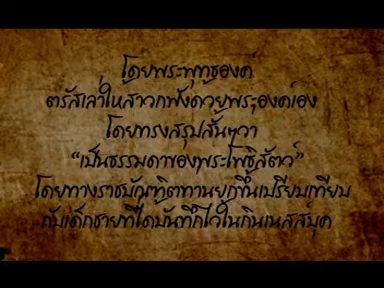 โดยพระพุทธองค์
ตรัสเล่าให้สาวกฟังด้วยพระองค์เอง
โดยทรงสรุปสั้นๆว่า
“เป็นธรรมดาของพระโพธิสัตว์”
โดยทางราชบัณฑิตท่านยกขึ้นเปรียบเทียบ
กับเด็กชายที่ได้บันทึกไว้ในกินเนสส์บุค